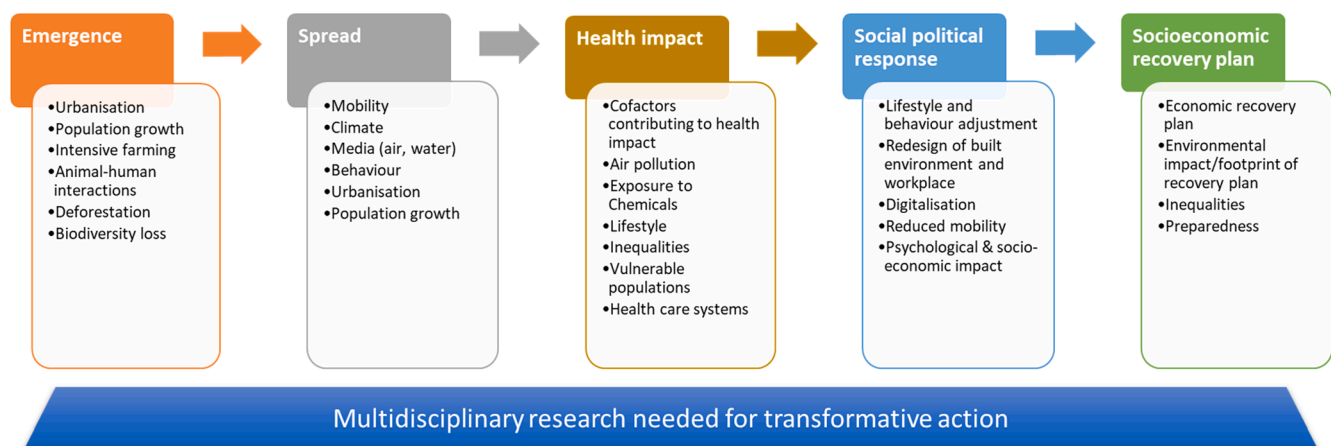 Emergence
•Urbanisation
•Population growth
•Intensive farming
•Animal-human
interactions
•Deforestation
•Biodiversity loss
Spread
•Mobility
•Climate
•Media (air, water)
•Behaviour
•Urbanisation
•Population growth
Health impact
•Cofactors
contributing to health
impact
•Air pollution
•Exposure to
Chemicals
•Lifestyle
•Inequalities
•Vulnerable
populations
•Health care systems
Social political
response
•Lifestyle and
behaviour adjustment
•Redesign of built
environment and
workplace
•Digitalisation
•Reduced mobility
•Psychological & socio-
economic impact
Socioeconomic
recovery plan
•Economic recovery
plan
•Environmental
impact/footprint of
recovery plan
•Inequalities
•Preparedness
Multidisciplinary research needed for transformative action